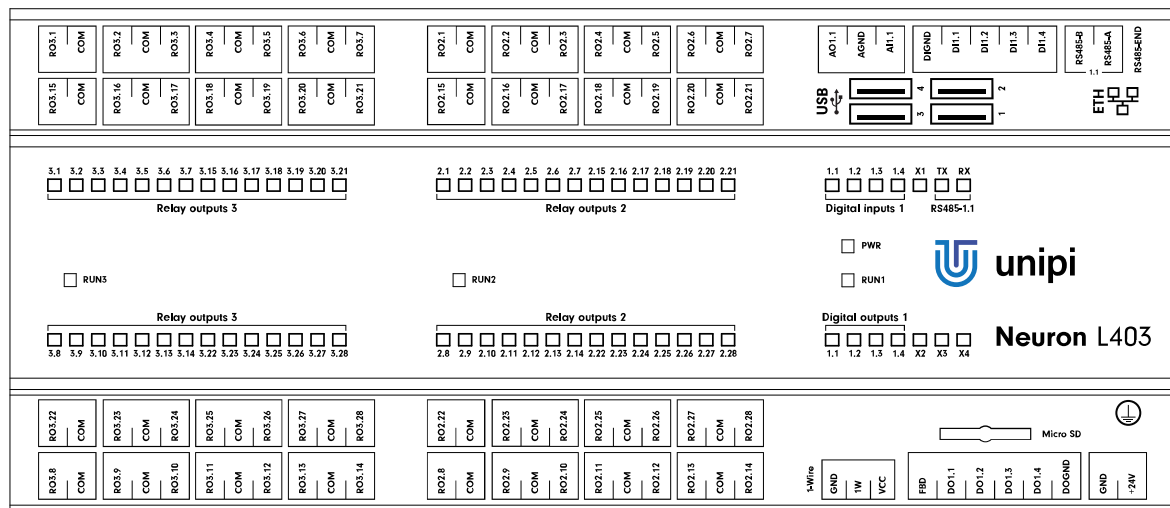 RO3.1 COM RO3.2 COM RO3.3 RO3.4 COM RO3.5 RO3.6 COM RO3.7 RO2.1 COM RO2.2 COM RO2.3 RO2.4 COM RO2.5 RO2.6 COM RO2.7 AO1.1 AGND AI1.1 DIGND DI1.1 DI1.2 DI1.3 DI1.4 RS485-B RS485-A RS485-END
1.1
RO3.15 COM RO3.16 COM RO3.17 RO3.18 COM RO3.19 RO3.20 COM RO3.21 RO2.15 COM RO2.16 COM RO2.17 RO2.18 COM RO2.19 RO2.20 COM RO2.21 USB 4 2 ETH
3 1
3.1 3.2 3.3 3.4 3.5 3.6 3.7 3.15 3.16 3.17 3.18 3.19 3.20 3.21 2.1 2.2 2.3 2.4 2.5 2.6 2.7 2.15 2.16 2.17 2.18 2.19 2.20 2.21 1.1 1.2 1.3 1.4 X1 TX RX
Relay outputs 3 Relay outputs 2 Digital inputs 1 RS485-1.1
PWR
unipi
RUN3 RUN2 RUN1
Relay outputs 3 Relay outputs 2 Digital outputs 1
Neuron L403
3.8 3.9 3.10 3.11 3.12 3.13 3.14 3.22 3.23 3.24 3.25 3.26 3.27 3.28 2.8 2.9 2.10 2.11 2.12 2.13 2.14 2.22 2.23 2.24 2.25 2.26 2.27 2.28 1.1 1.2 1.3 1.4 X2 X3 X4
RO3.22 COM RO3.23 COM RO3.24 RO3.25 COM RO3.26 RO3.27 COM RO3.28 RO2.22 COM RO2.23 COM RO2.24 RO2.25 COM RO2.26 RO2.27 COM RO2.28 Micro SD
RO3.8 COM RO3.9 COM RO3.10 RO3.11 COM RO3.12 RO3.13 COM RO3.14 RO2.8 COM RO2.9 COM RO2.10 RO2.11 COM RO2.12 RO2.13 COM RO2.14 1-Wire GND 1W VCC FBD DO1.1 DO1.2 DO1.3 DO1.4 DOGND GND +24V